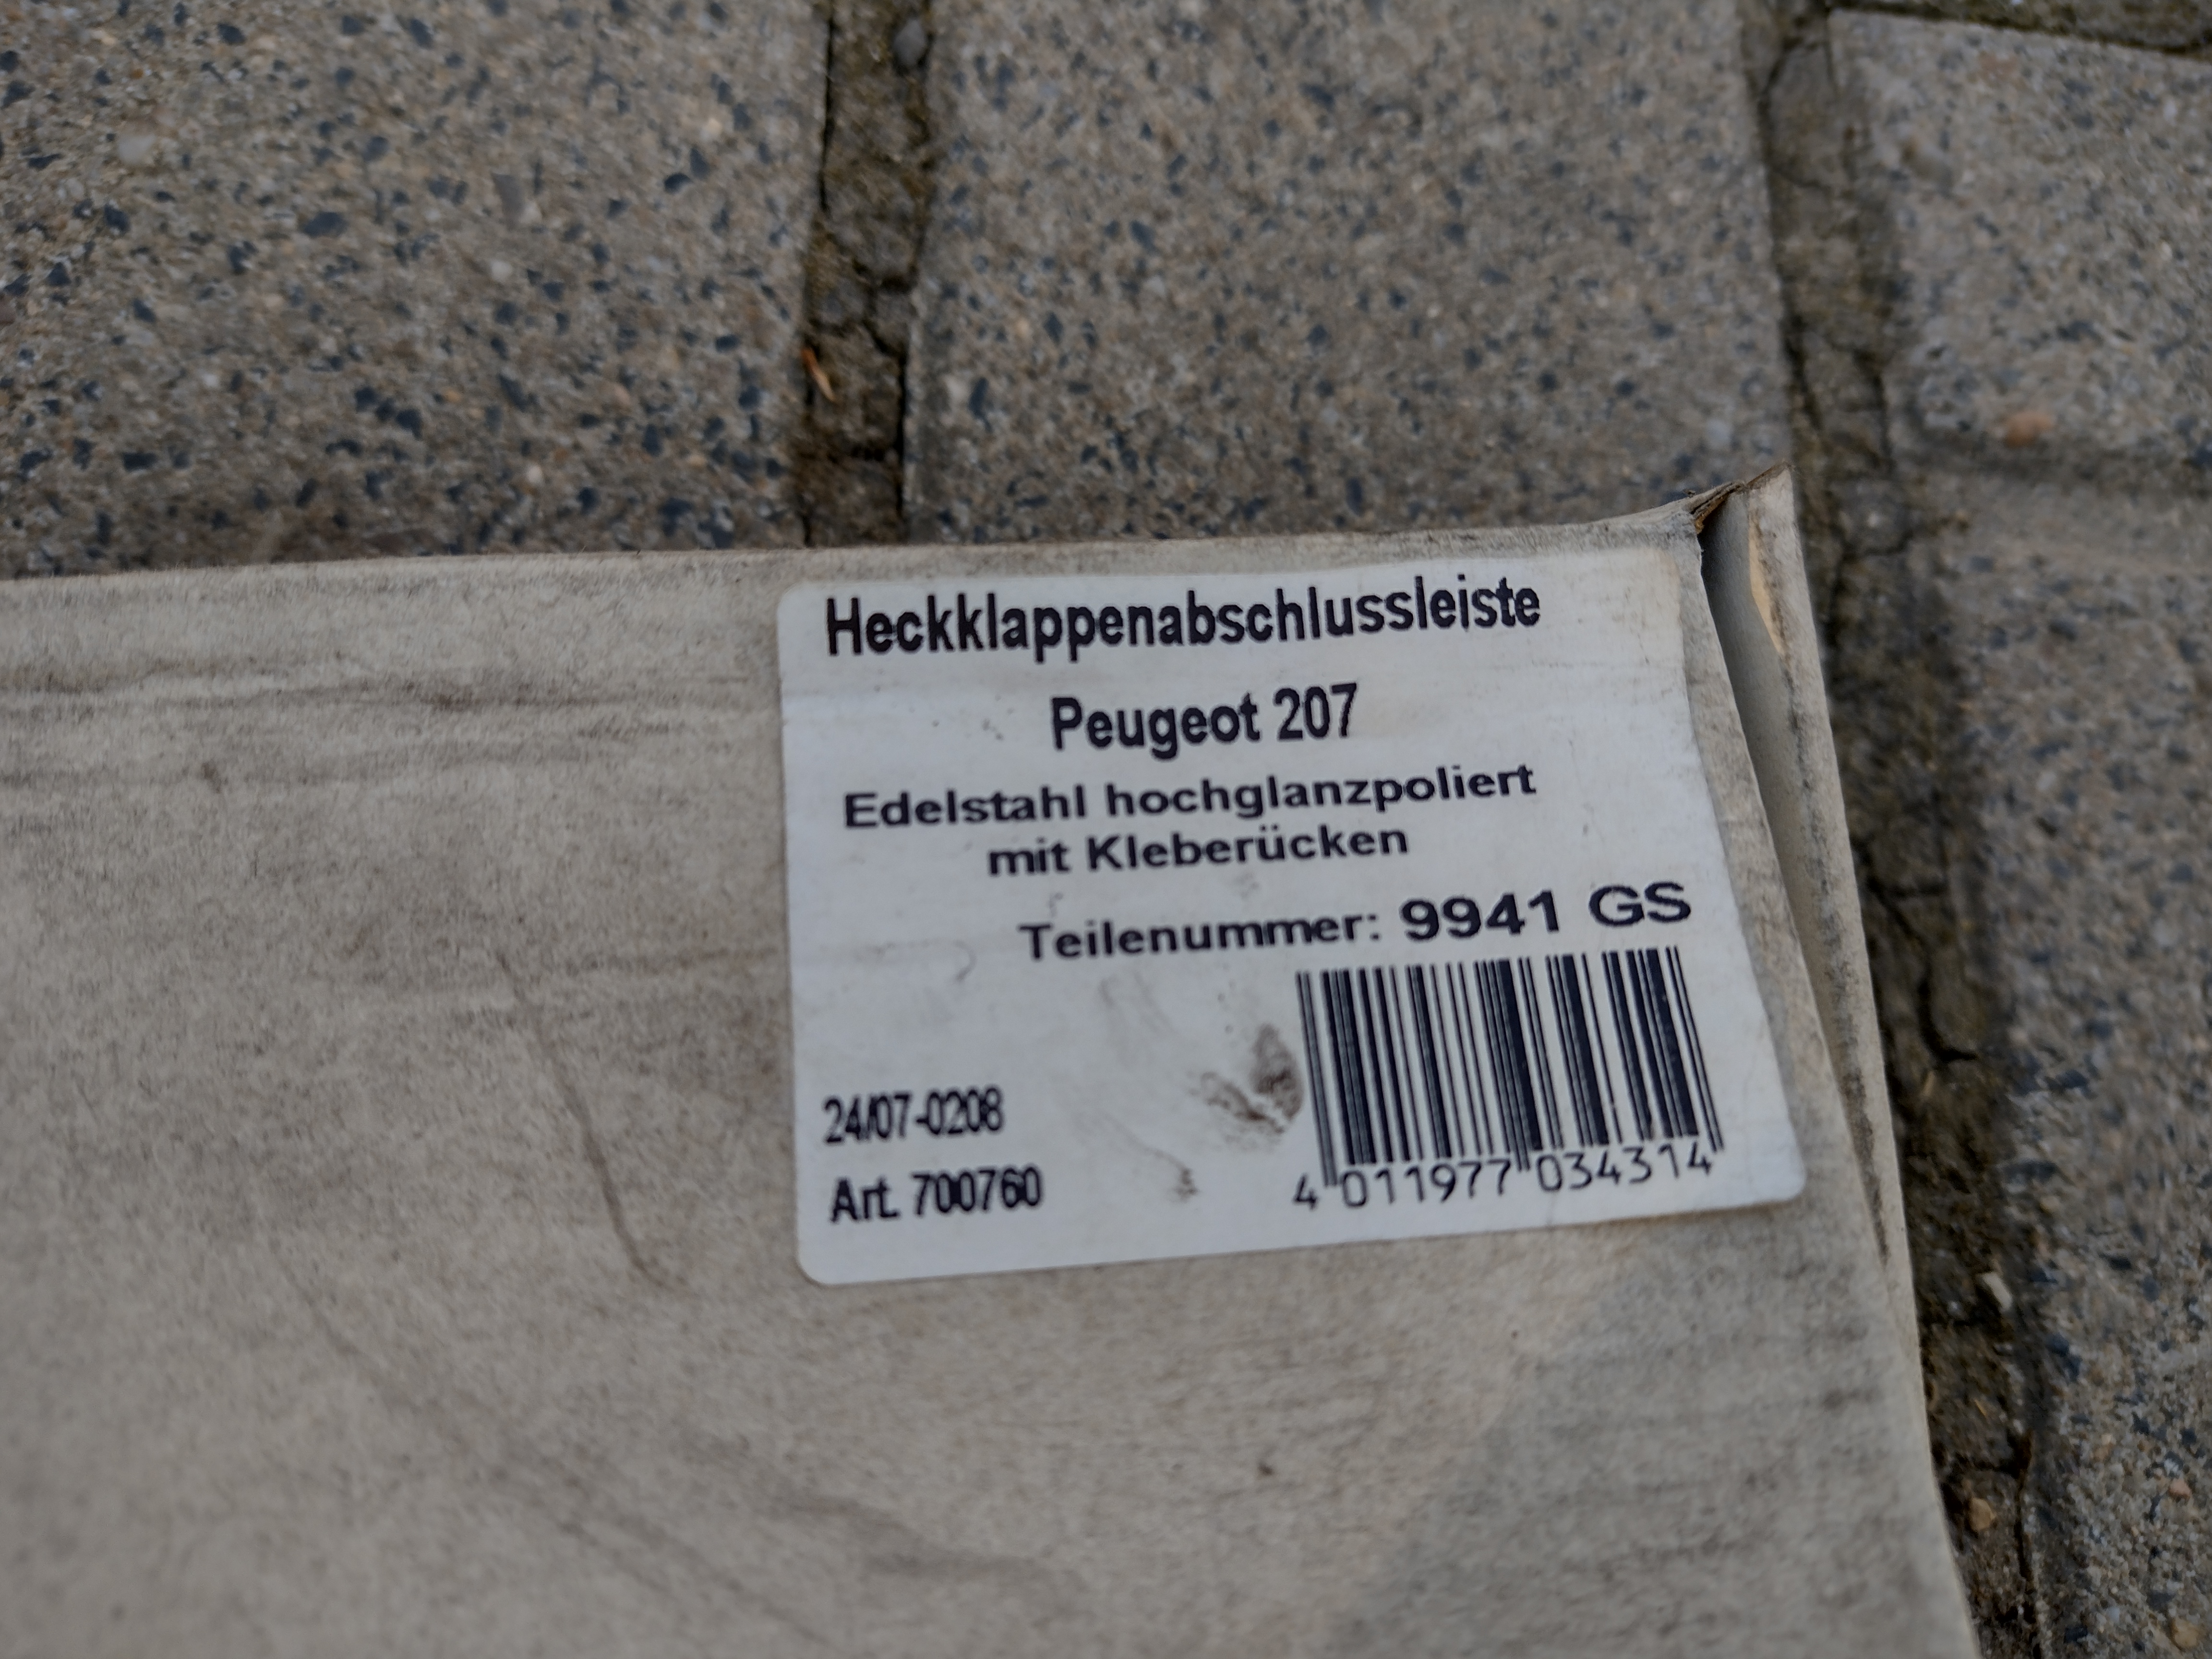 Heckklappenabschlussleiste
Peugeot 207
Edelstahl hochglanzpoliert
mit Kleberücken
Teilenummer: 9941 GS
24/07-0208
Art. 700760
4 011977 034314